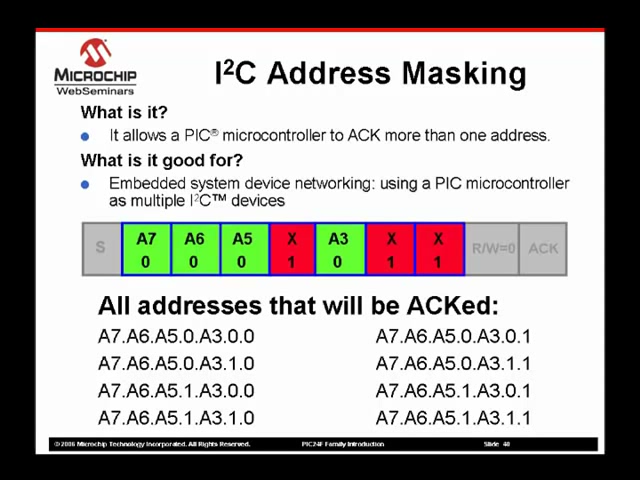 MICROCHIP
WebSeminars
I²C Address Masking
What is it?
It allows a PIC® microcontroller to ACK more than one address.
What is it good for?
Embedded system device networking: using a PIC microcontroller
as multiple I²C™ devices
S A7 A6 A5 X A3 X X R/W=0 ACK
0 0 0 1 0 1 1
All addresses that will be ACKed:
A7.A6.A5.0.A3.0.0 A7.A6.A5.0.A3.0.1
A7.A6.A5.0.A3.1.0 A7.A6.A5.0.A3.1.1
A7.A6.A5.1.A3.0.0 A7.A6.A5.1.A3.0.1
A7.A6.A5.1.A3.1.0 A7.A6.A5.1.A3.1.1
© 2006 Microchip Technology Incorporated. All Rights Reserved. PIC24F Family Introduction Slide 40